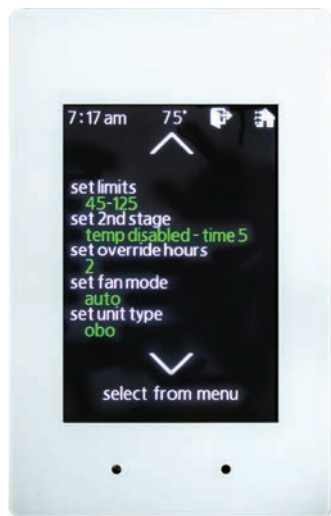 7:17 am 75°
set limits
45-125
set 2nd stage
temp disabled - time 5
set override hours
2
set fan mode
auto
set unit type
obo
select from menu